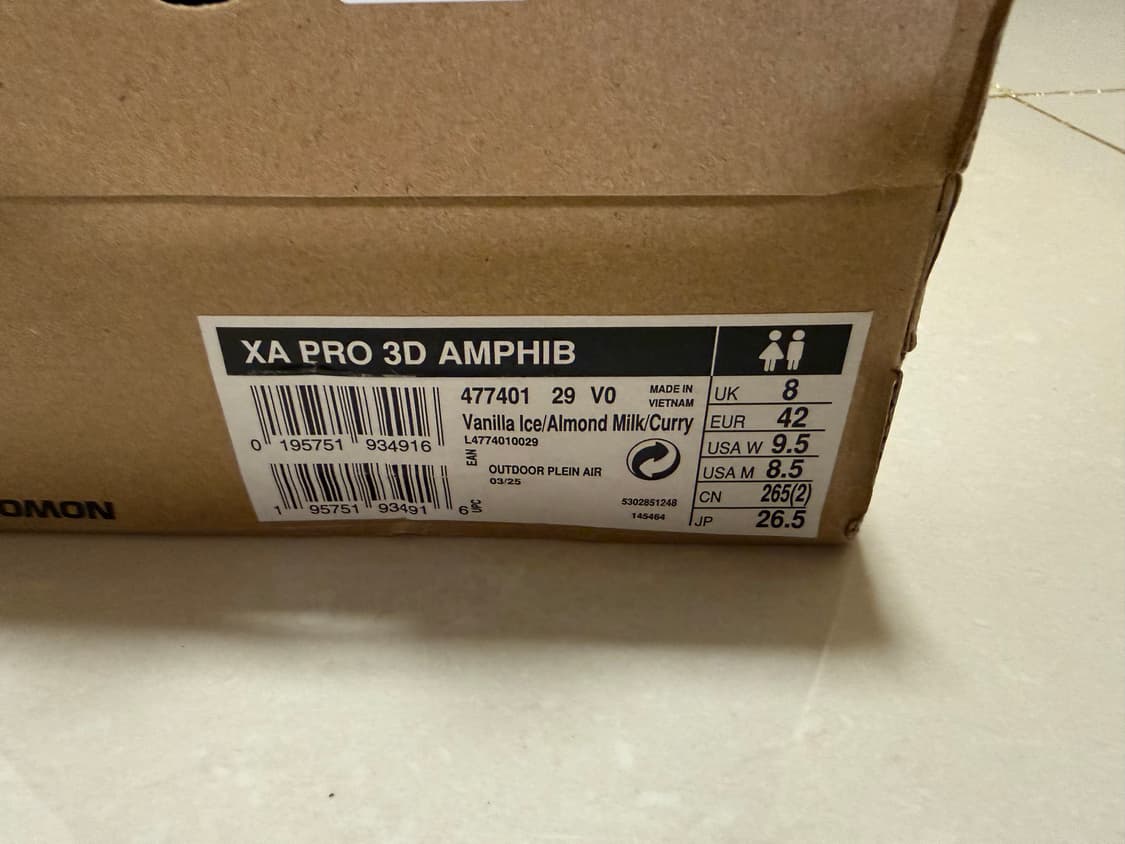 XA PRO 3D AMPHIB
477401 29 V0
MADE IN
VIETNAM
Vanilla Ice/Almond Milk/Curry
L4774010029
0 195751 934916
EAN
OUTDOOR PLEIN AIR
03/25
5302851248
145464
1 95751 93491 6
UPC
UK 8
EUR 42
USA W 9.5
USA M 8.5
CN 265(2)
JP 26.5
OMON